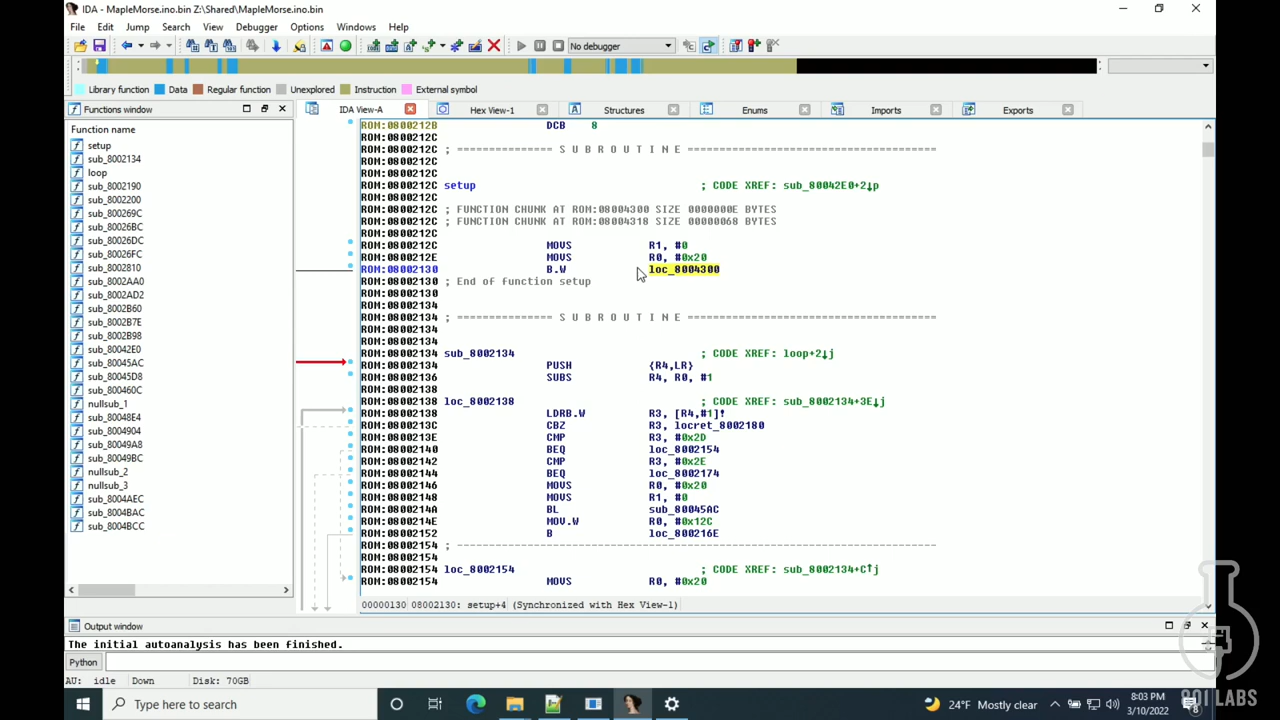 IDA - MapleMorse.ino.bin Z:\Shared\MapleMorse.ino.bin
File Edit Jump Search View Debugger Options Windows Help
No debugger
Library function Data Regular function Unexplored Instruction External symbol
Functions window
IDA View-A Hex View-1 Structures Enums Imports Exports
Function name
setup
sub_8002134
loop
sub_8002190
sub_8002200
sub_800269C
sub_80026BC
sub_80026DC
sub_80026FC
sub_8002810
sub_8002AA0
sub_8002AD2
sub_8002B60
sub_8002B7E
sub_8002B98
sub_80042E0
sub_80045AC
sub_80045D8
sub_800460C
nullsub_1
sub_80048E4
sub_8004904
sub_80049A8
sub_80049BC
nullsub_2
nullsub_3
sub_8004AEC
sub_8004BAC
sub_8004BCC
ROM:0800212B DCB 8
ROM:0800212C
ROM:0800212C ; =============== S U B R O U T I N E =======================================
ROM:0800212C
ROM:0800212C
ROM:0800212C setup ; CODE XREF: sub_80042E0+2↓p
ROM:0800212C
ROM:0800212C ; FUNCTION CHUNK AT ROM:08004300 SIZE 0000000E BYTES
ROM:0800212C ; FUNCTION CHUNK AT ROM:08004318 SIZE 00000068 BYTES
ROM:0800212C
ROM:0800212C MOVS R1, #0
ROM:0800212E MOVS R0, #0x20
ROM:08002130 B.W loc_8004300
ROM:08002130 ; End of function setup
ROM:08002130
ROM:08002134
ROM:08002134 ; =============== S U B R O U T I N E =======================================
ROM:08002134
ROM:08002134
ROM:08002134 sub_8002134 ; CODE XREF: loop+2↓j
ROM:08002134 PUSH {R4,LR}
ROM:08002136 SUBS R4, R0, #1
ROM:08002138
ROM:08002138 loc_8002138 ; CODE XREF: sub_8002134+3E↓j
ROM:08002138 LDRB.W R3, [R4,#1]!
ROM:0800213C CBZ R3, locret_8002180
ROM:0800213E CMP R3, #0x2D
ROM:08002140 BEQ loc_8002154
ROM:08002142 CMP R3, #0x2E
ROM:08002144 BEQ loc_8002174
ROM:08002146 MOVS R0, #0x20
ROM:08002148 MOVS R1, #0
ROM:0800214A BL sub_80045AC
ROM:0800214E MOV.W R0, #0x12C
ROM:08002152 B loc_800216E
ROM:08002154 ; ---------------------------------------------------------------------------
ROM:08002154
ROM:08002154 loc_8002154 ; CODE XREF: sub_8002134+C↑j
ROM:08002154 MOVS R0, #0x20
00000130 08002130: setup+4 (Synchronized with Hex View-1)
Output window
The initial autoanalysis has been finished.
Python
AU: idle Down Disk: 70GB
Type here to search
24°F Mostly clear
8:03 PM
3/10/2022
8
801 LABS